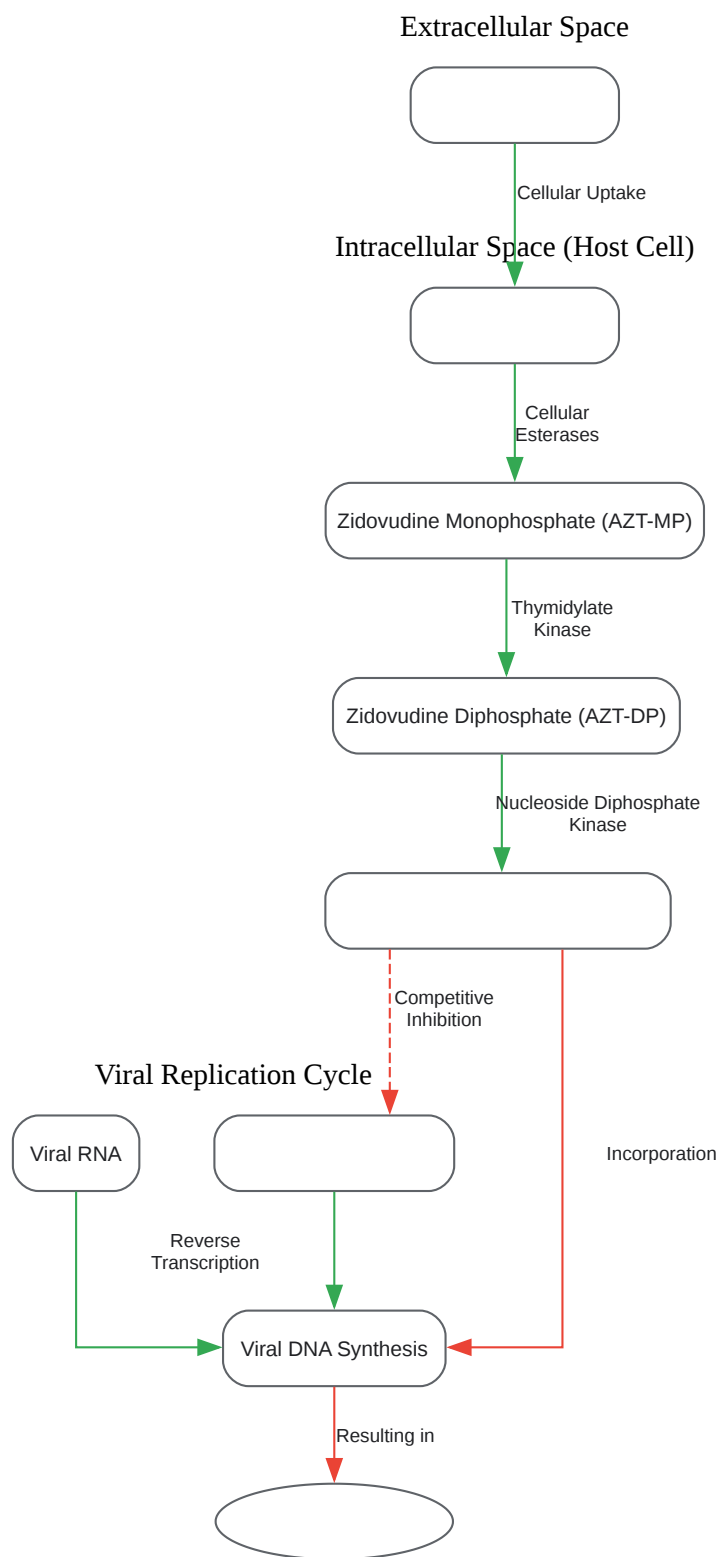 Extracellular Space
Cellular Uptake
Intracellular Space (Host Cell)
Cellular
Esterases
Zidovudine Monophosphate (AZT-MP)
Thymidylate
Kinase
Zidovudine Diphosphate (AZT-DP)
Nucleoside Diphosphate
Kinase
Competitive
Inhibition
Viral Replication Cycle
Viral RNA
Incorporation
Reverse
Transcription
Viral DNA Synthesis
Resulting in